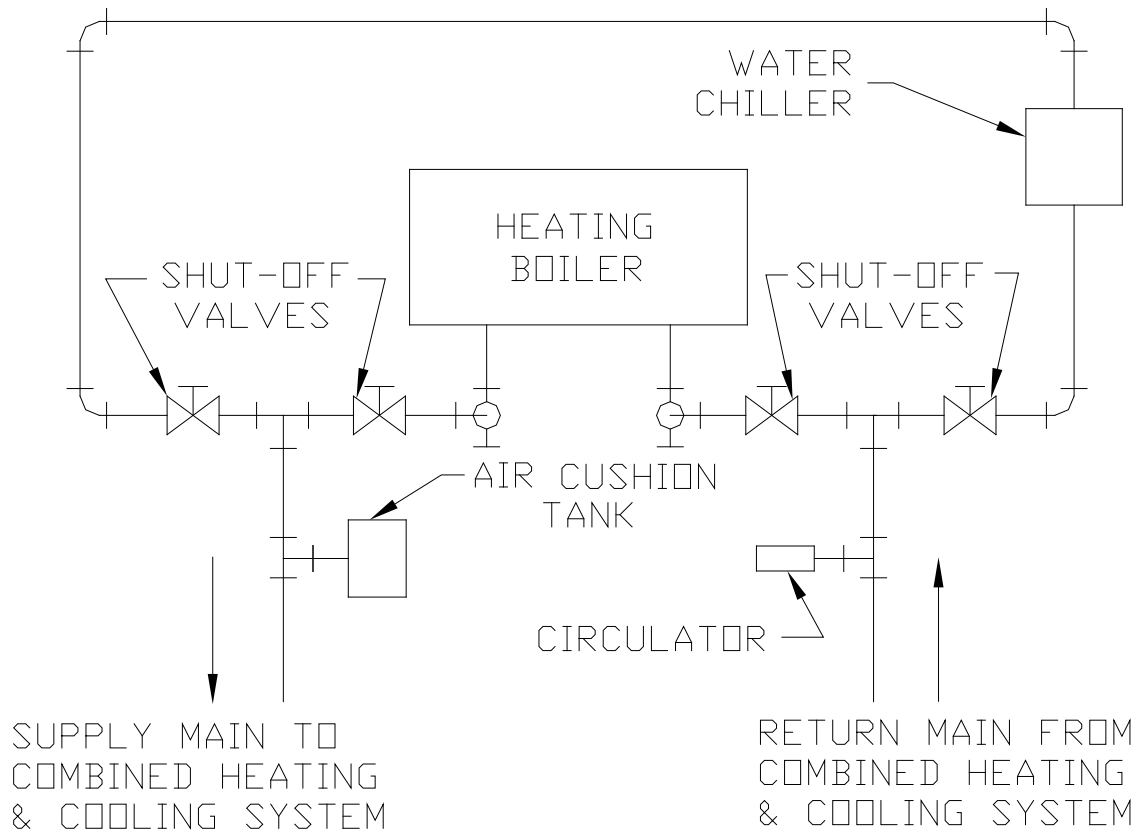 WATER
CHILLER
HEATING
BOILER
SHUT-OFF
VALVES
SHUT-OFF
VALVES
AIR CUSHION
TANK
CIRCULATOR
SUPPLY MAIN TO
COMBINED HEATING
& COOLING SYSTEM
RETURN MAIN FROM
COMBINED HEATING
& COOLING SYSTEM